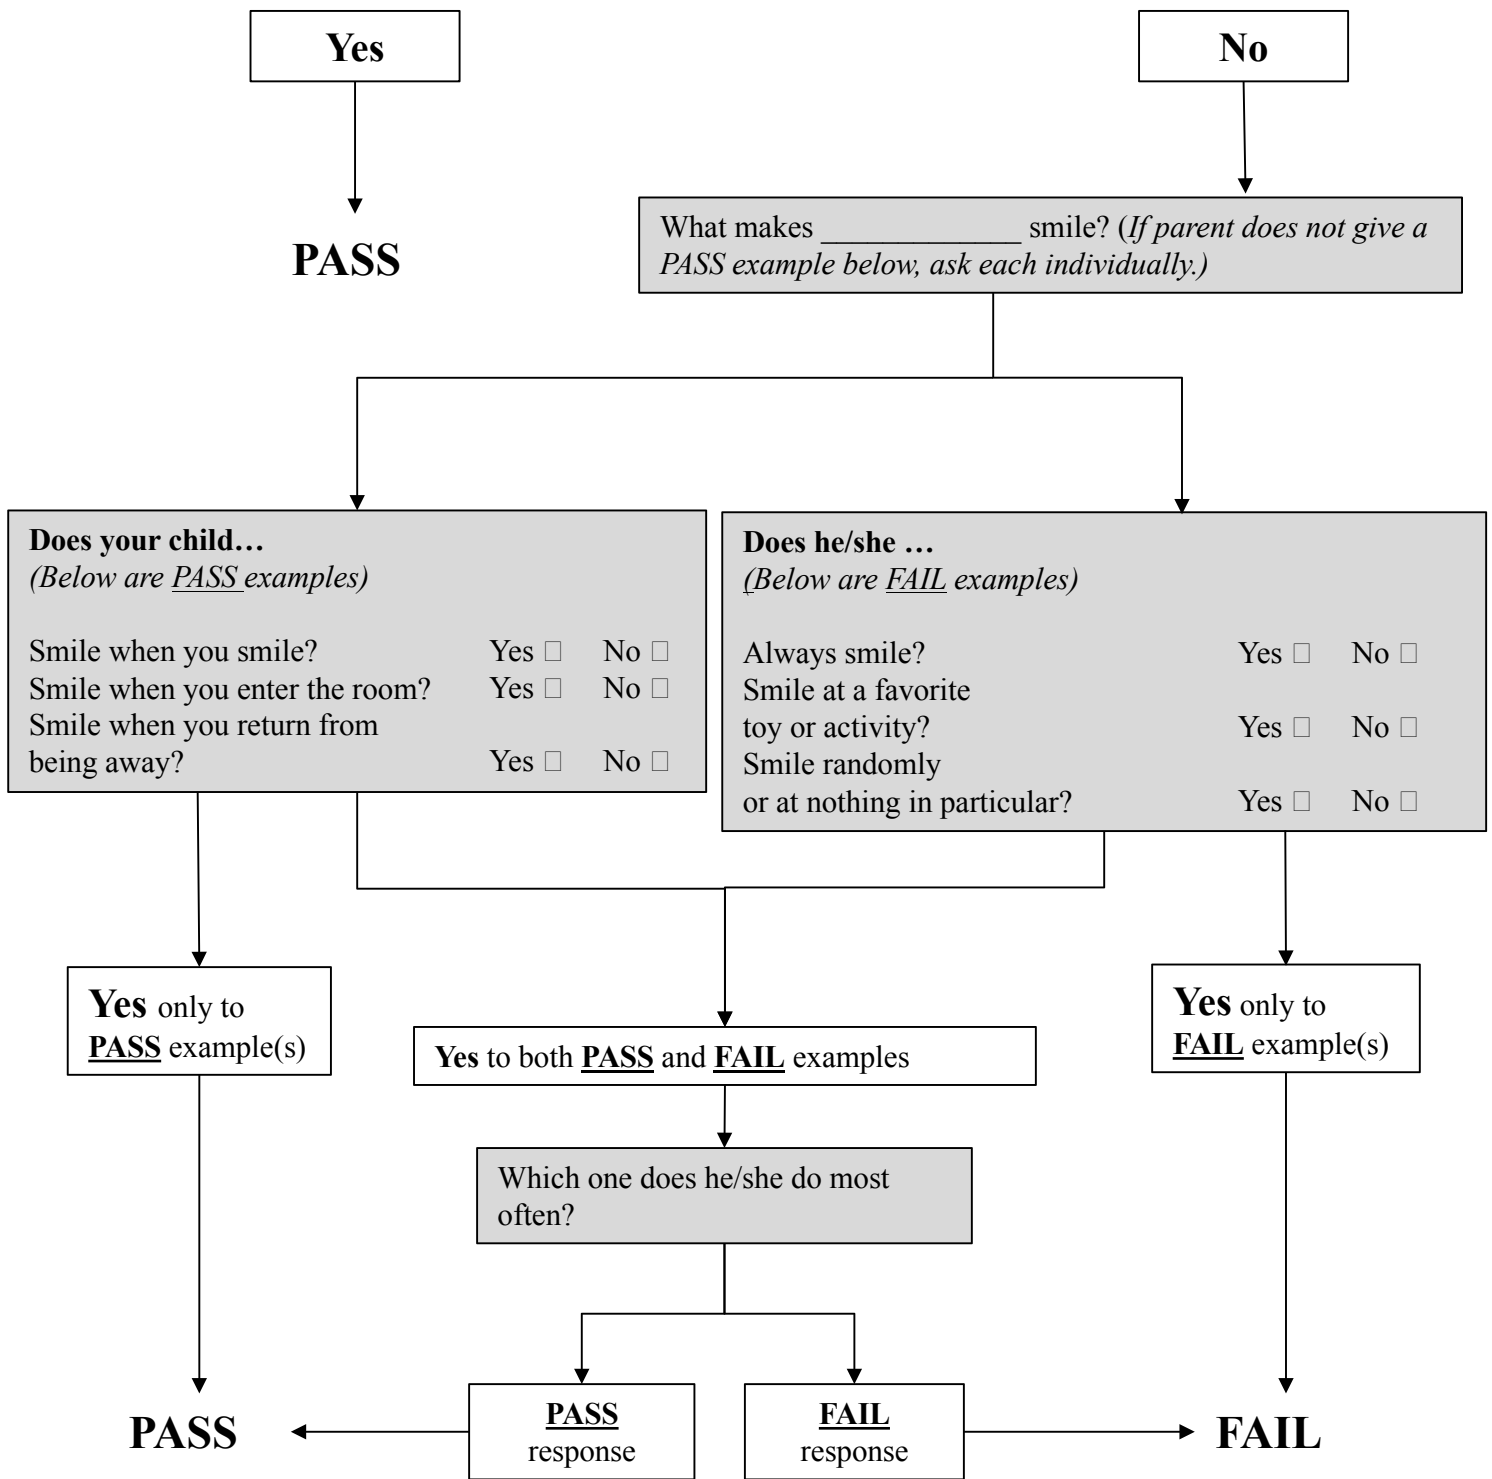 Yes
No
PASS
What makes _____________ smile? (If parent does not give a
PASS example below, ask each individually.)
Does your child…
(Below are PASS examples)
Smile when you smile? Yes □ No □
Smile when you enter the room? Yes □ No □
Smile when you return from
being away? Yes □ No □
Does he/she …
(Below are FAIL examples)
Always smile? Yes □ No □
Smile at a favorite
toy or activity? Yes □ No □
Smile randomly
or at nothing in particular? Yes □ No □
Yes only to
PASS example(s)
Yes to both PASS and FAIL examples
Yes only to
FAIL example(s)
Which one does he/she do most
often?
PASS
PASS
response
FAIL
response
FAIL